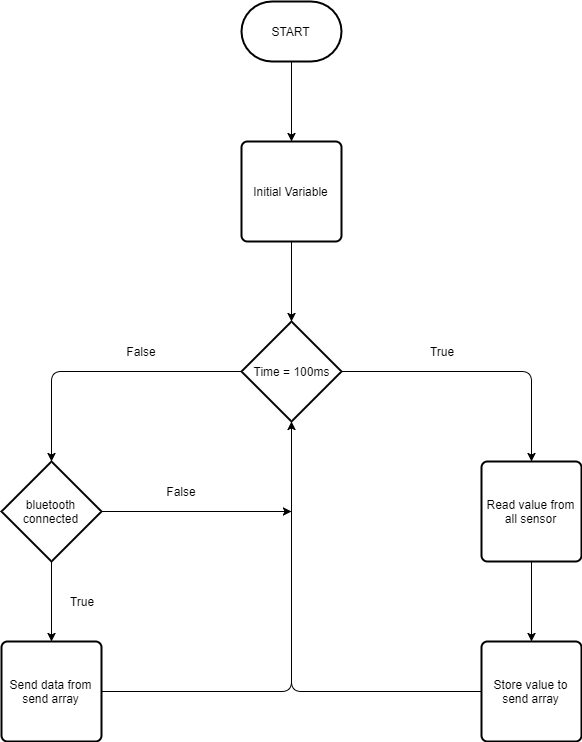 START
Initial Variable
False
True
Time = 100ms
False
bluetooth
connected
Read value from
all sensor
True
Send data from
send array
Store value to
send array